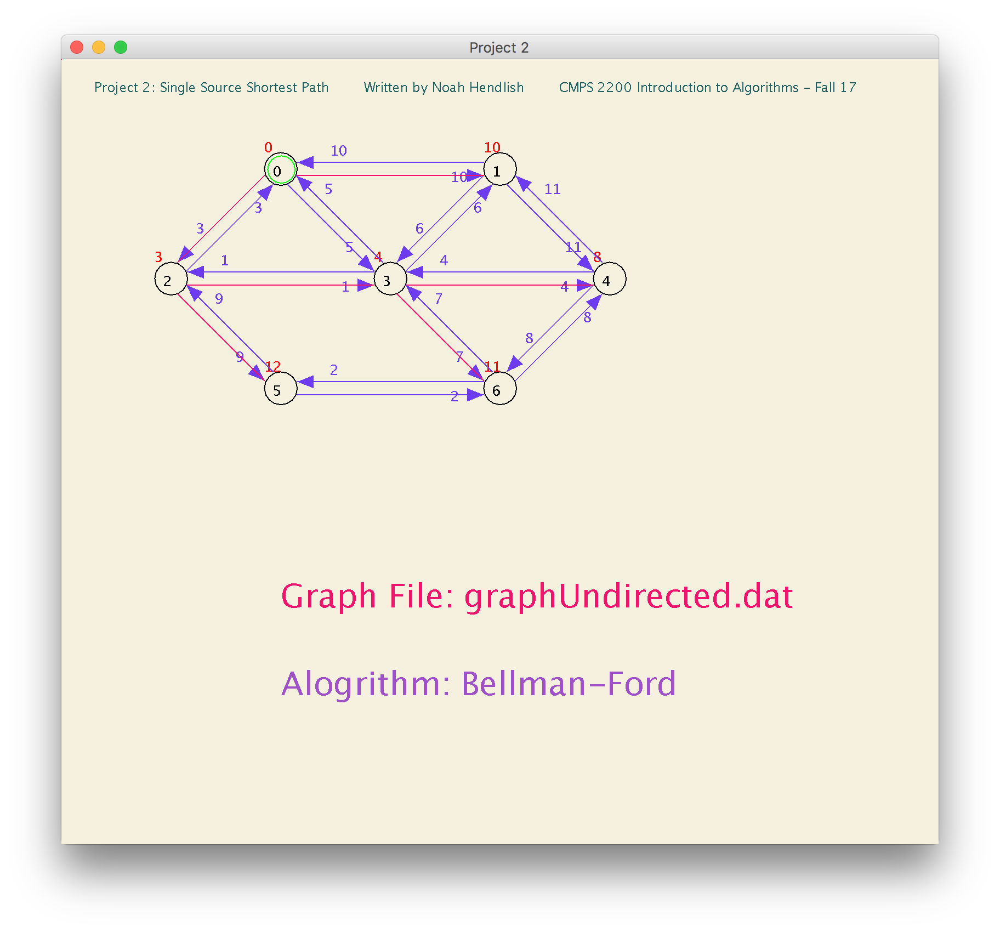 Project 2
Project 2: Single Source Shortest Path Written by Noah Hendlish CMPS 2200 Introduction to Algorithms - Fall 17
0 10 10
0 1
10
5 11
3 6
3 6
5 11
3 4 8
1 4
2 3 4
1 4
9 7
8
8
9 7
12 11
2
5 6
2
Graph File: graphUndirected.dat
Alogrithm: Bellman-Ford